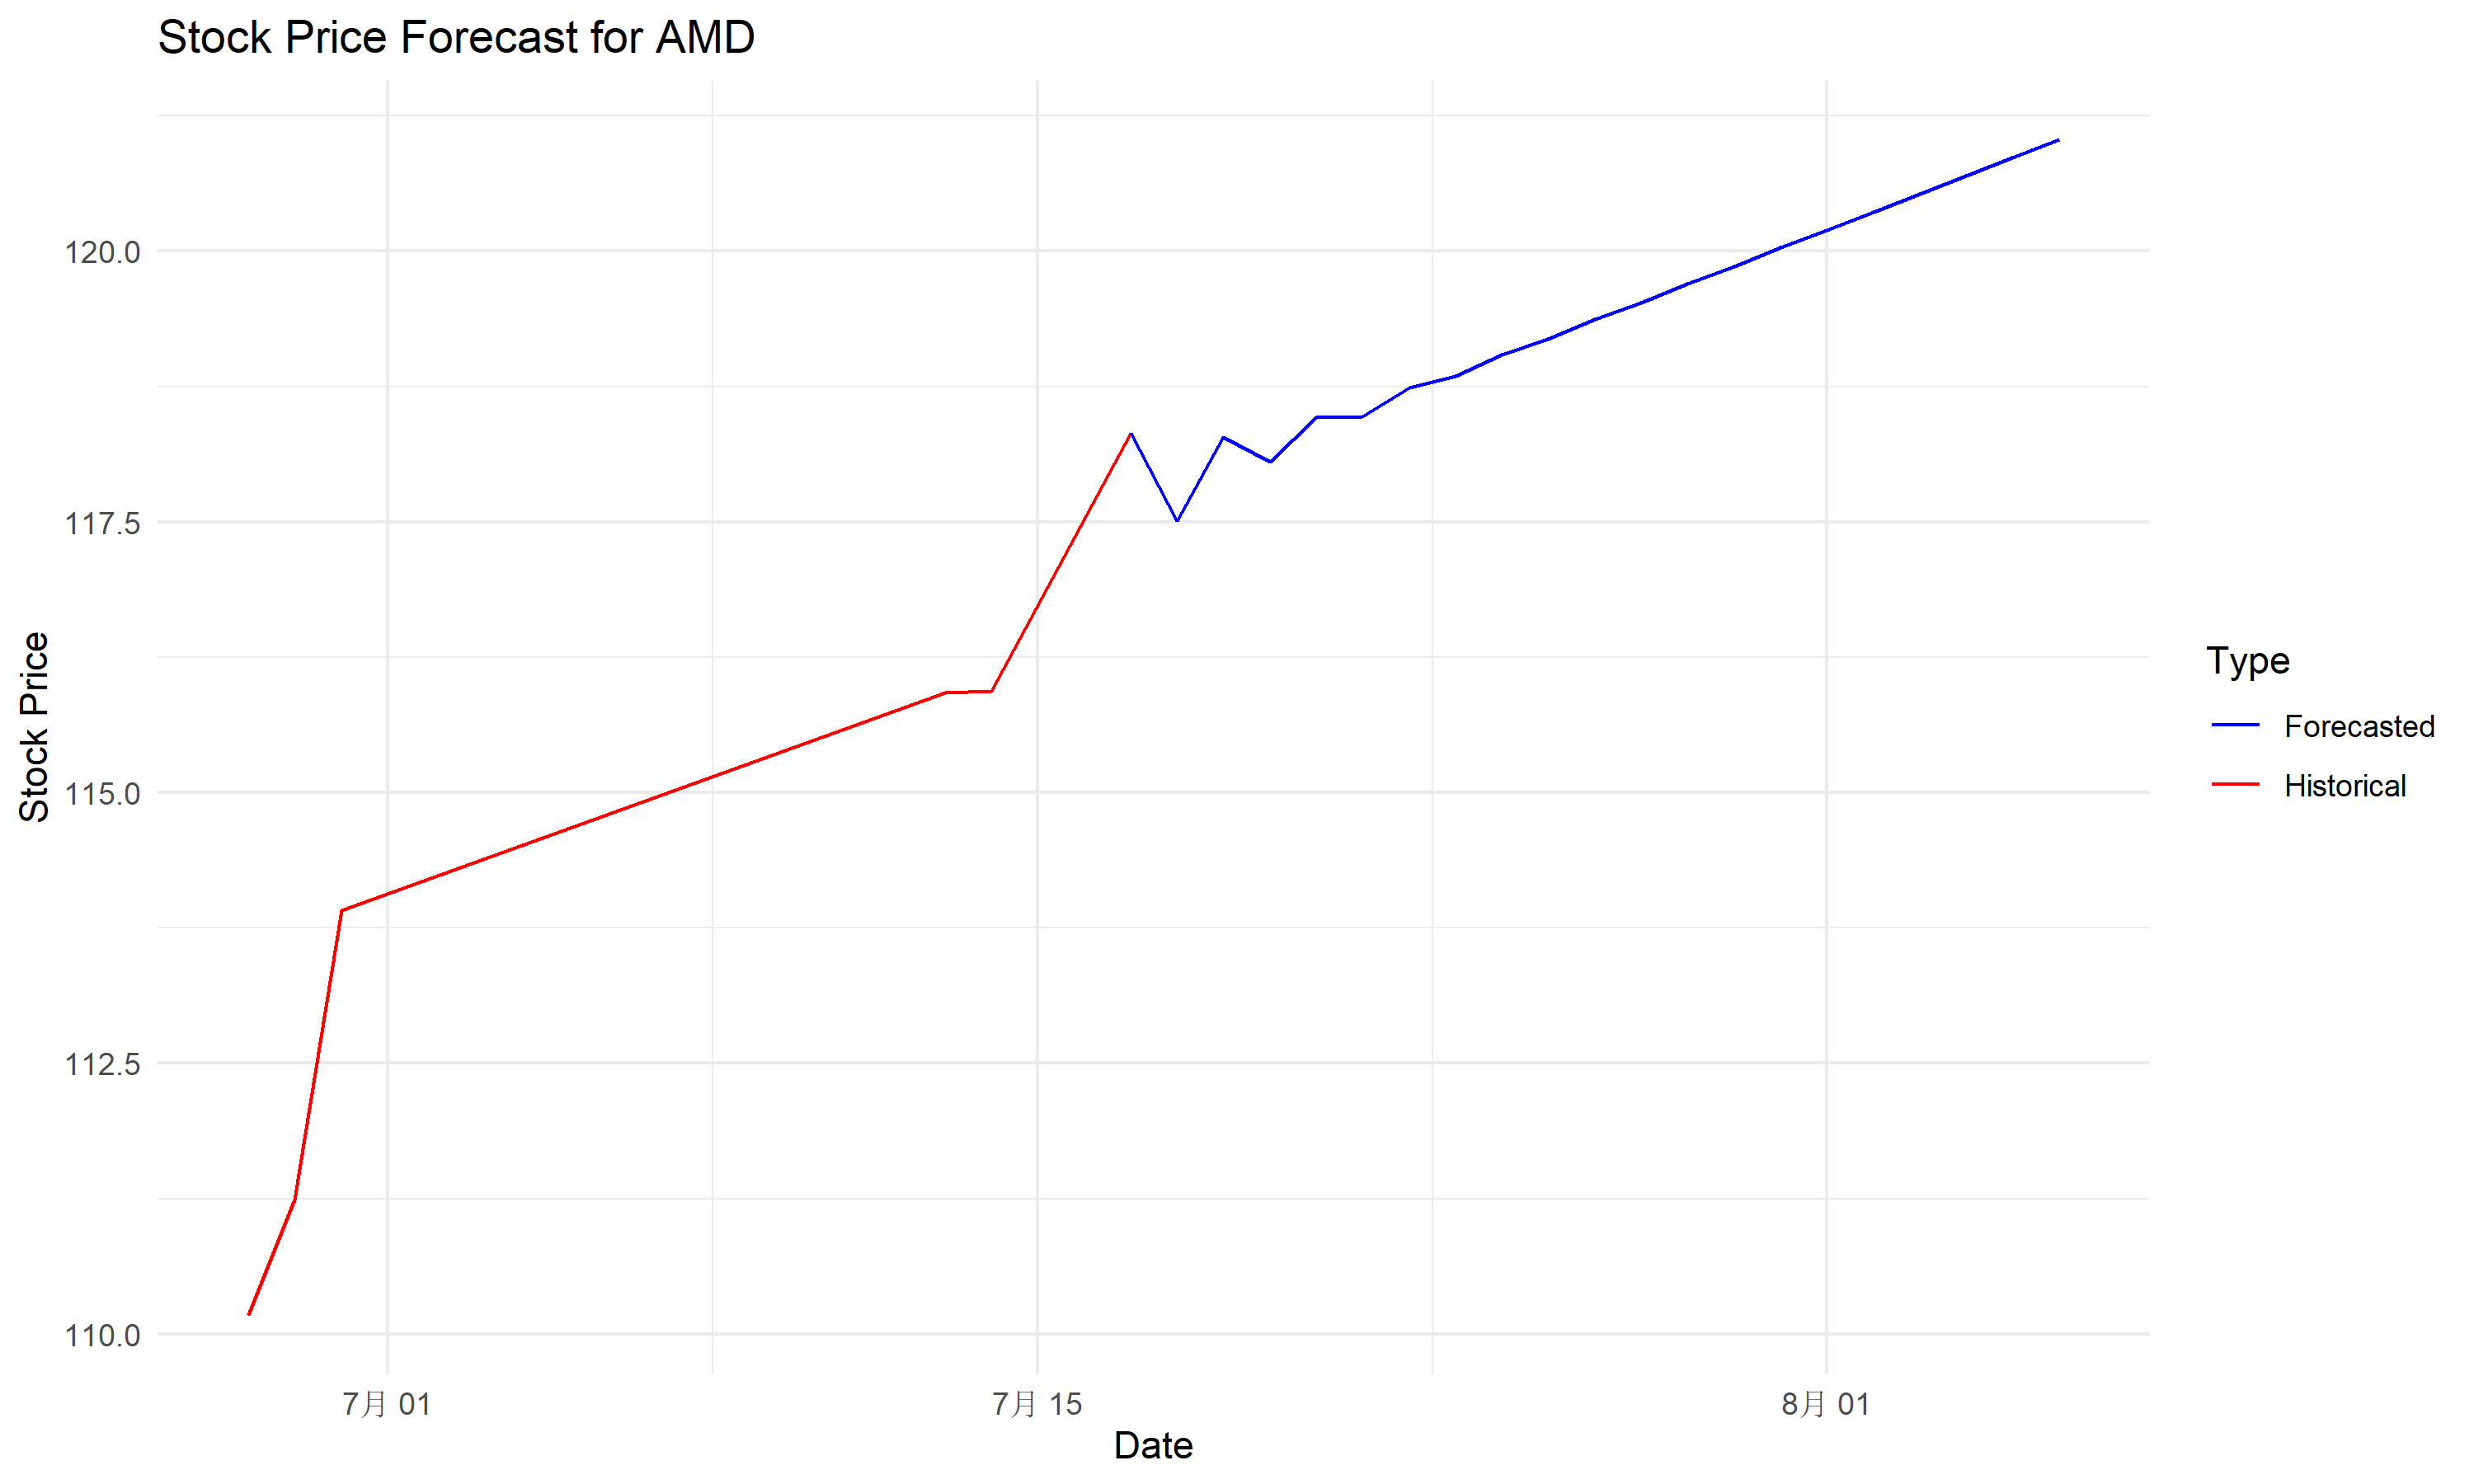 Stock Price Forecast for AMD
Stock Price
120.0
117.5
115.0
112.5
110.0
7月 01
7月 15
8月 01
Date
Type
Forecasted
Historical